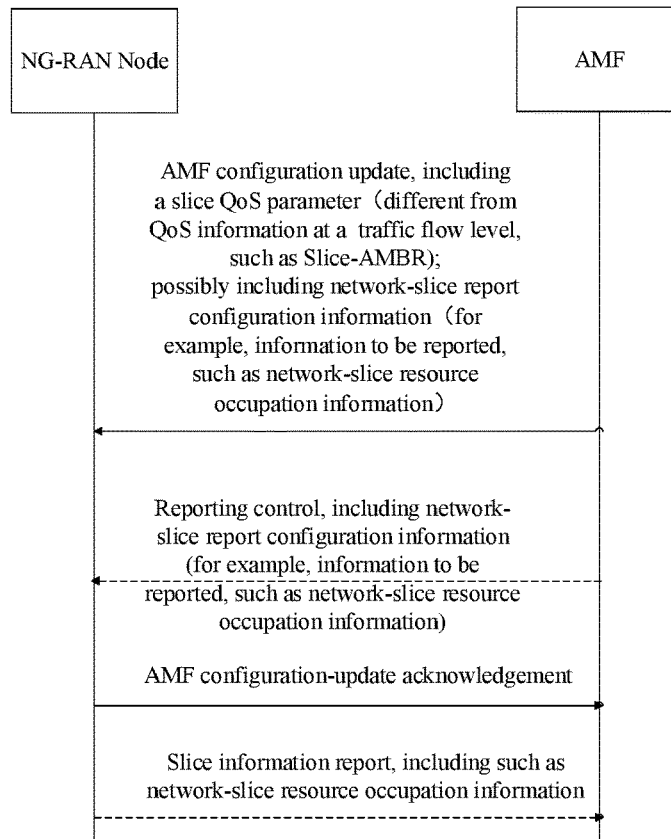 NG-RAN Node
AMF
AMF configuration update, including
a slice QoS parameter（different from
QoS information at a traffic flow level,
such as Slice-AMBR);
possibly including network-slice report
configuration information（for
example, information to be reported,
such as network-slice resource
occupation information）
Reporting control, including network-
slice report configuration information
(for example, information to be
reported, such as network-slice resource
occupation information)
AMF configuration-update acknowledgement
Slice information report, including such as
network-slice resource occupation information